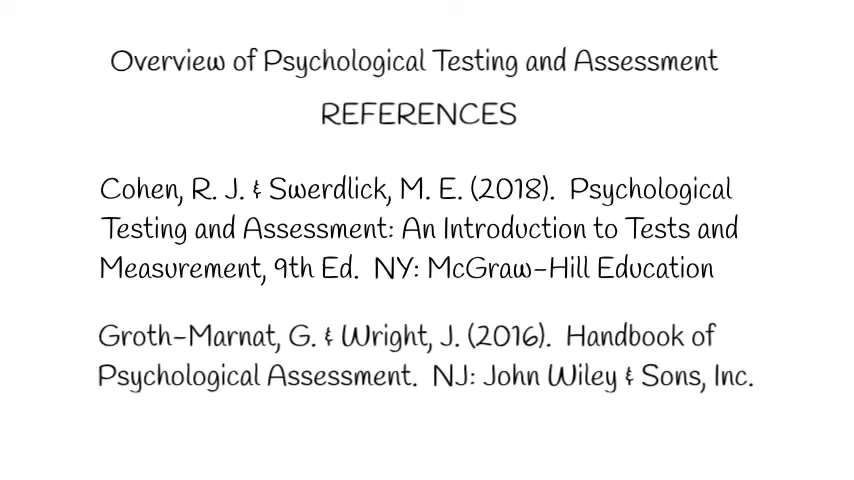 Overview of Psychological Testing and Assessment
REFERENCES
Cohen, R. J. & Swerdlick, M. E. (2018). Psychological
Testing and Assessment: An Introduction to Tests and
Measurement, 9th Ed. NY: McGraw-Hill Education
Groth-Marnat, G. & Wright, J. (2016). Handbook of
Psychological Assessment. NJ: John Wiley & Sons, Inc.